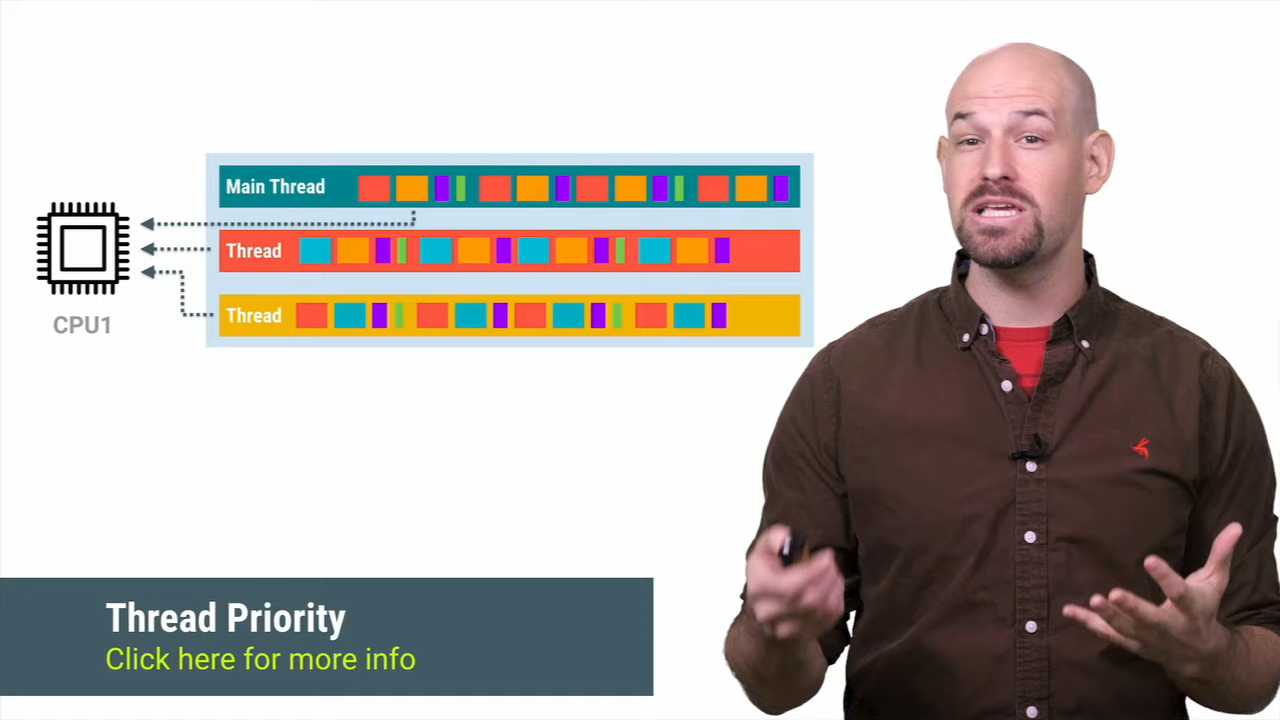 Main Thread
Thread
Thread
CPU1
Thread Priority
Click here for more info